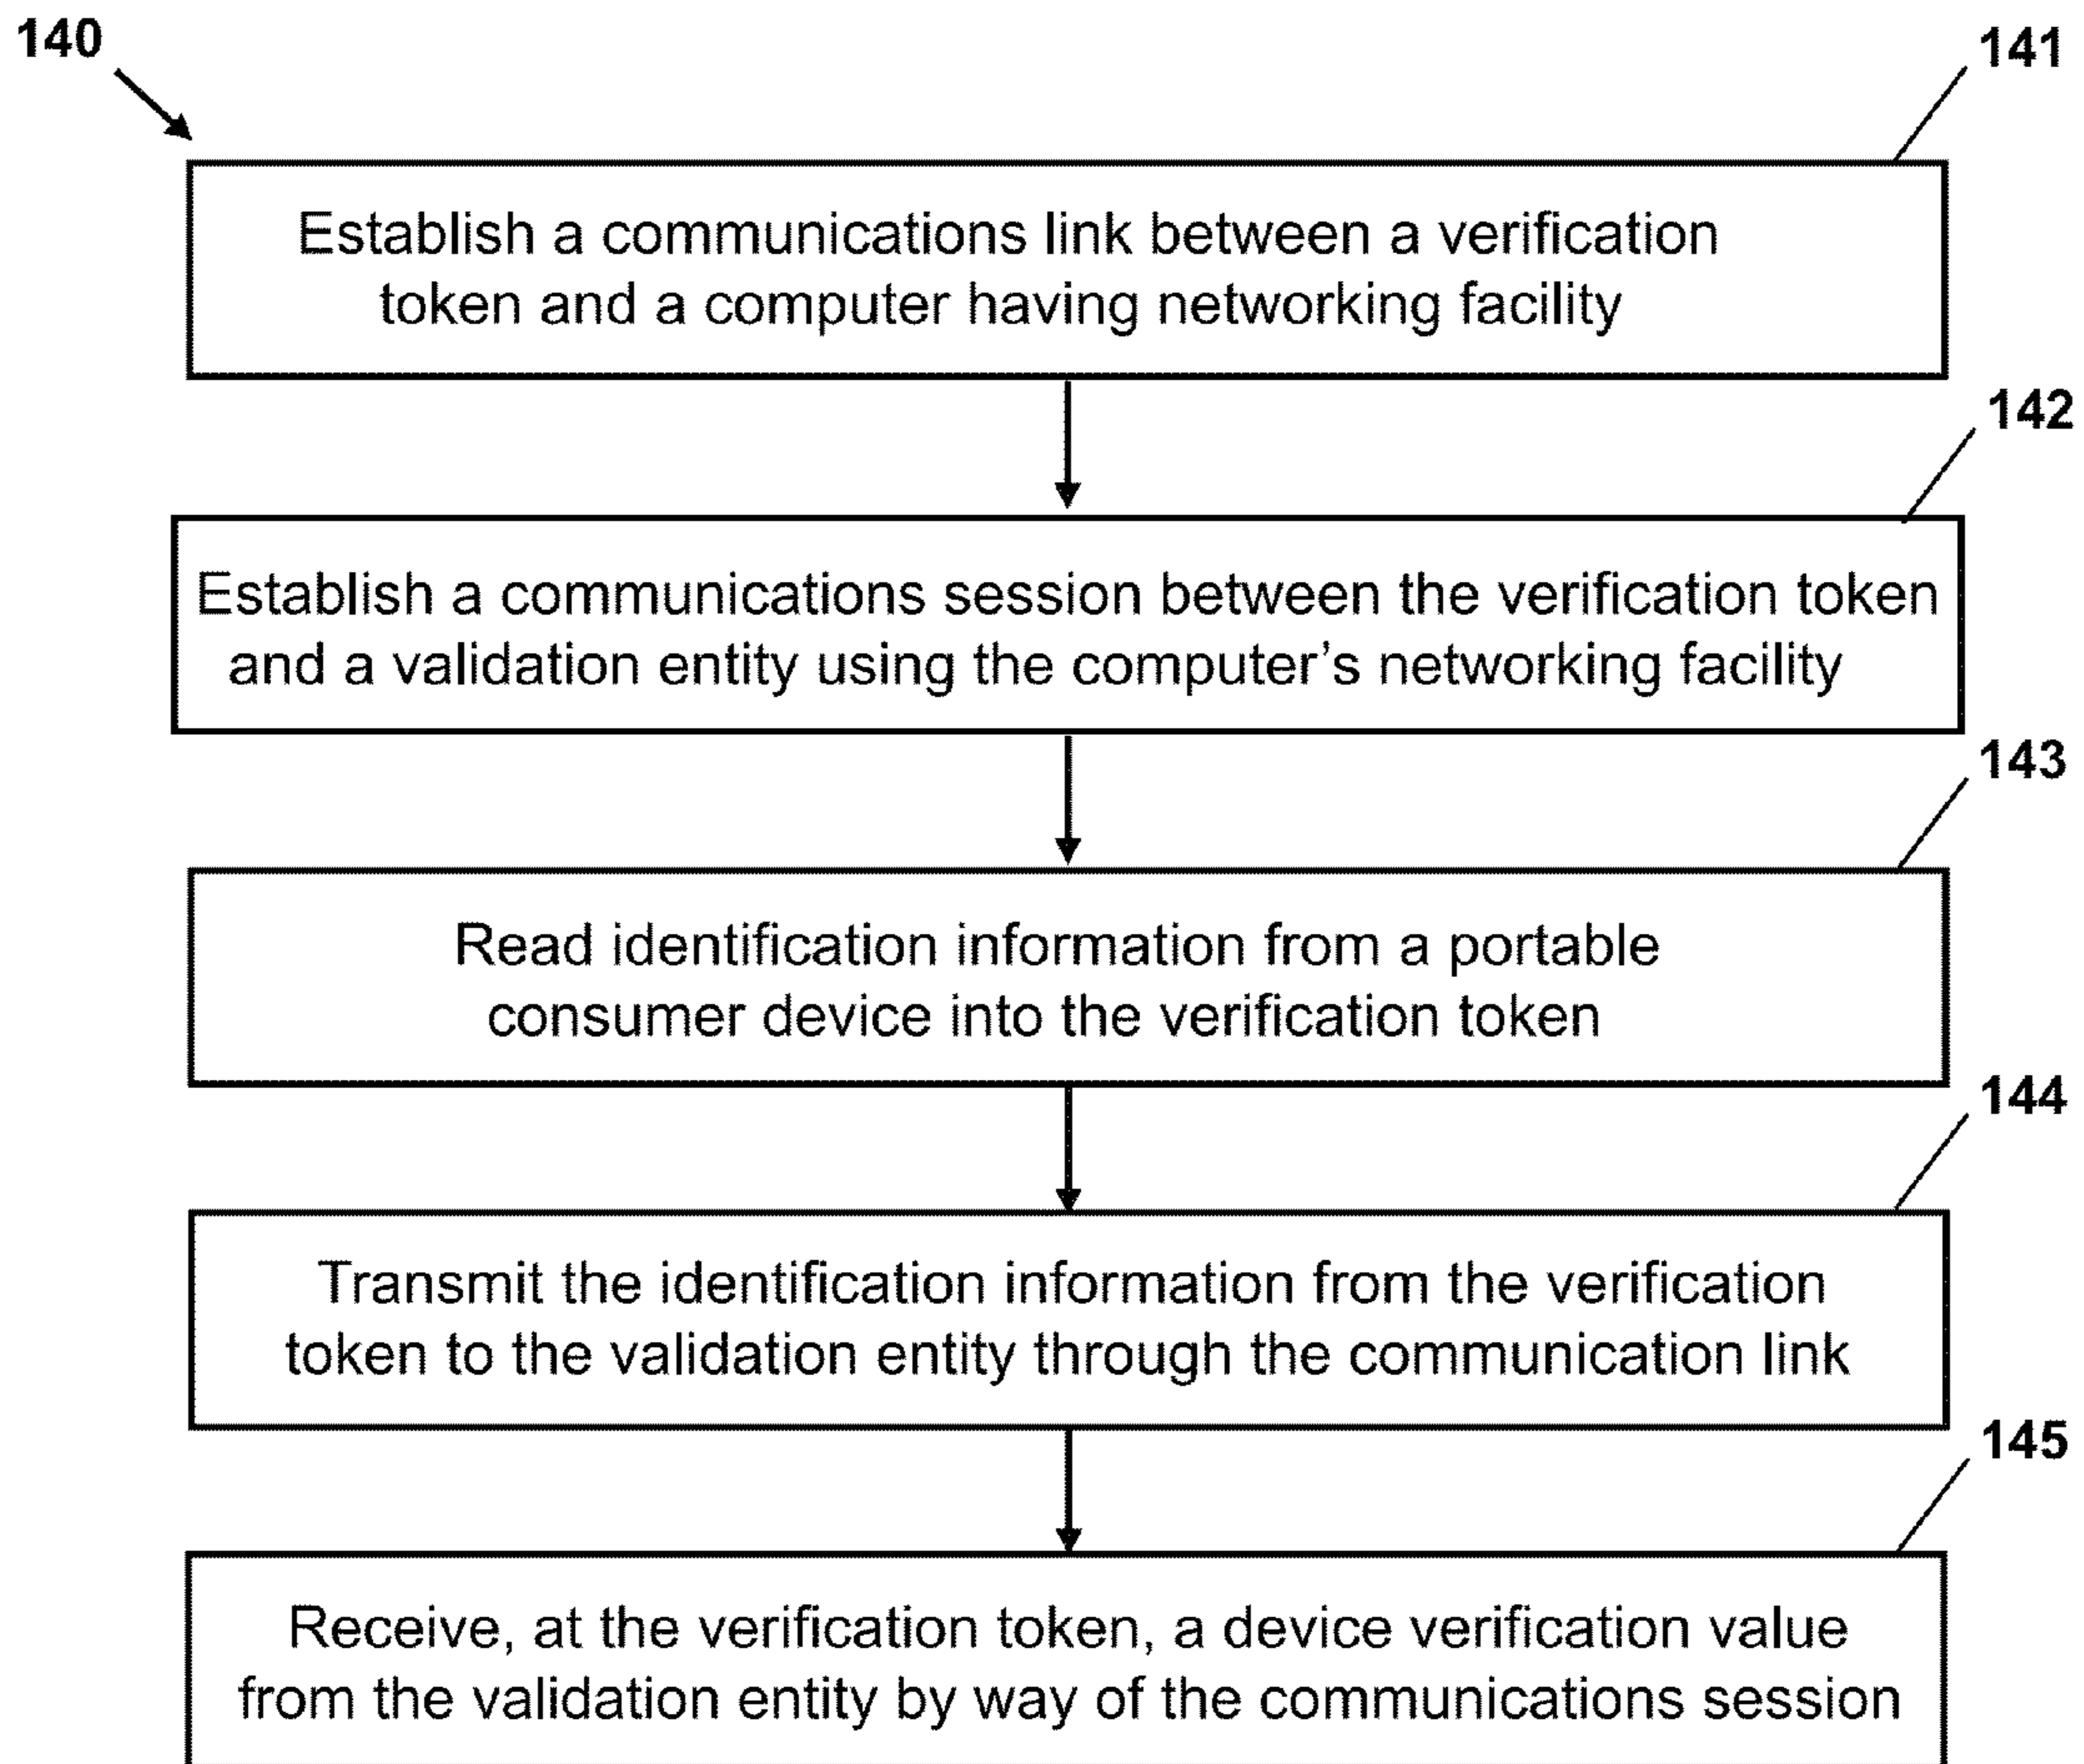 140
141
Establish a communications link between a verification
token and a computer having networking facility
142
Establish a communications session between the verification token
and a validation entity using the computer’s networking facility
143
Read identification information from a portable
consumer device into the verification token
144
Transmit the identification information from the verification
token to the validation entity through the communication link
145
Receive, at the verification token, a device verification value
from the validation entity by way of the communications session